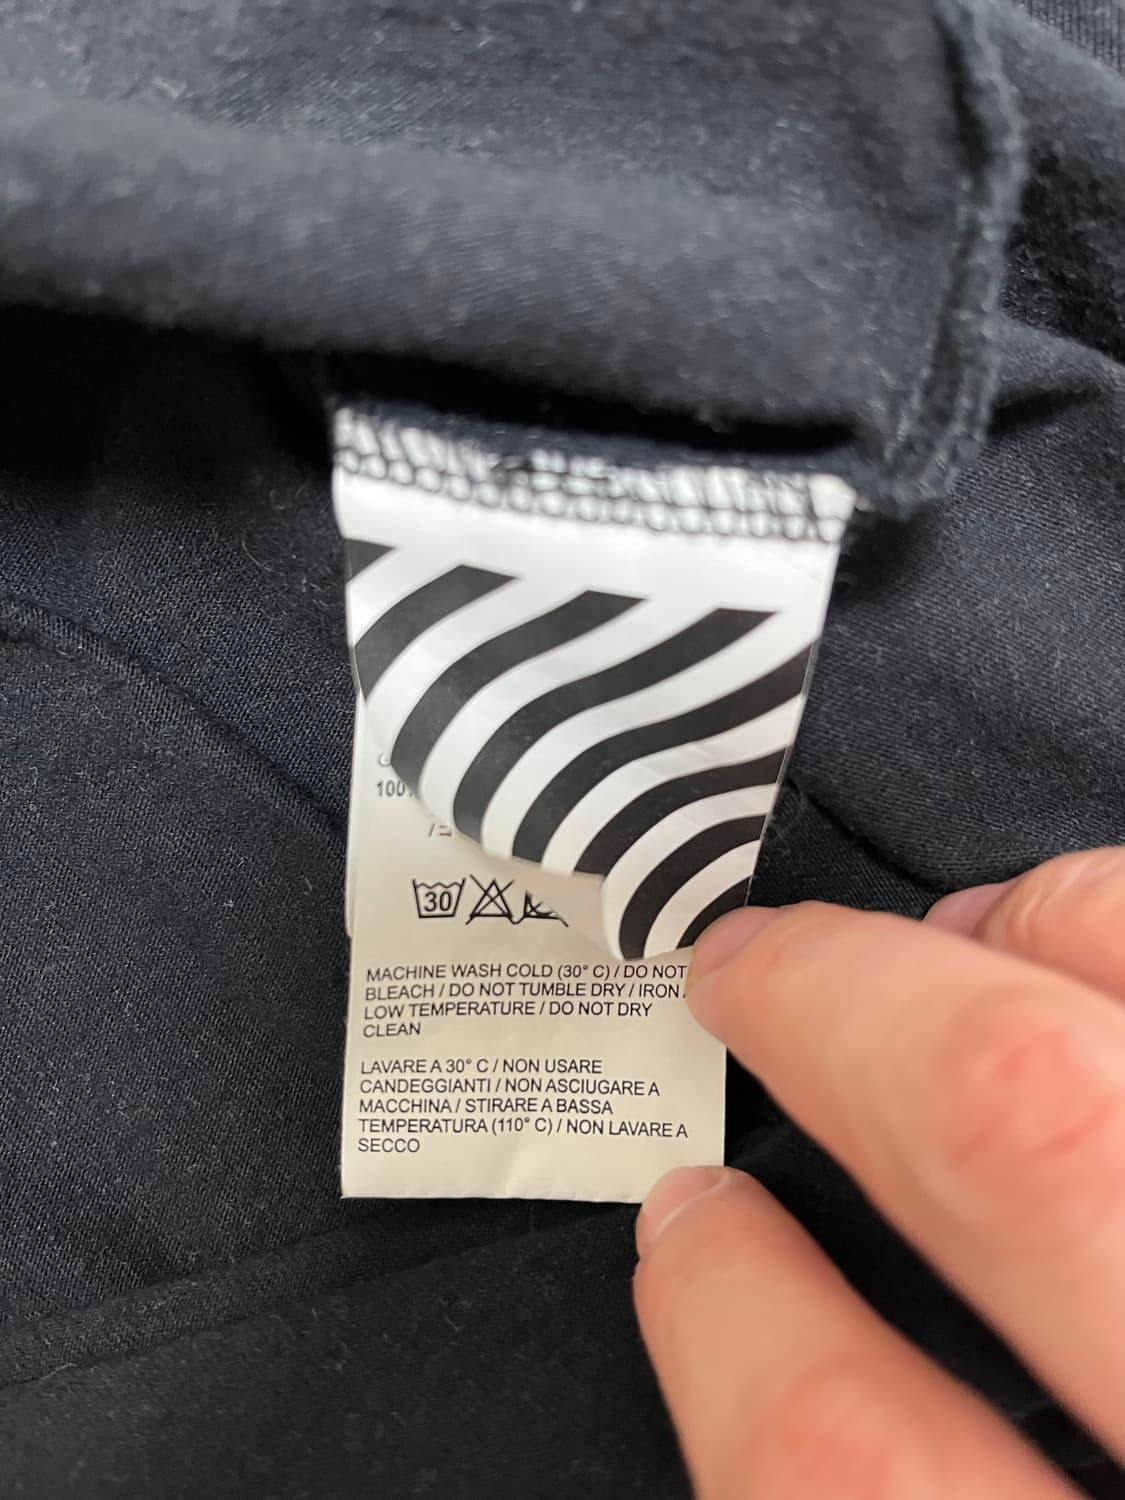 100
30
MACHINE WASH COLD (30° C) / DO NOT
BLEACH / DO NOT TUMBLE DRY / IRON
LOW TEMPERATURE / DO NOT DRY
CLEAN
LAVARE A 30° C / NON USARE
CANDEGGIANTI / NON ASCIUGARE A
MACCHINA / STIRARE A BASSA
TEMPERATURA (110° C) / NON LAVARE A
SECCO